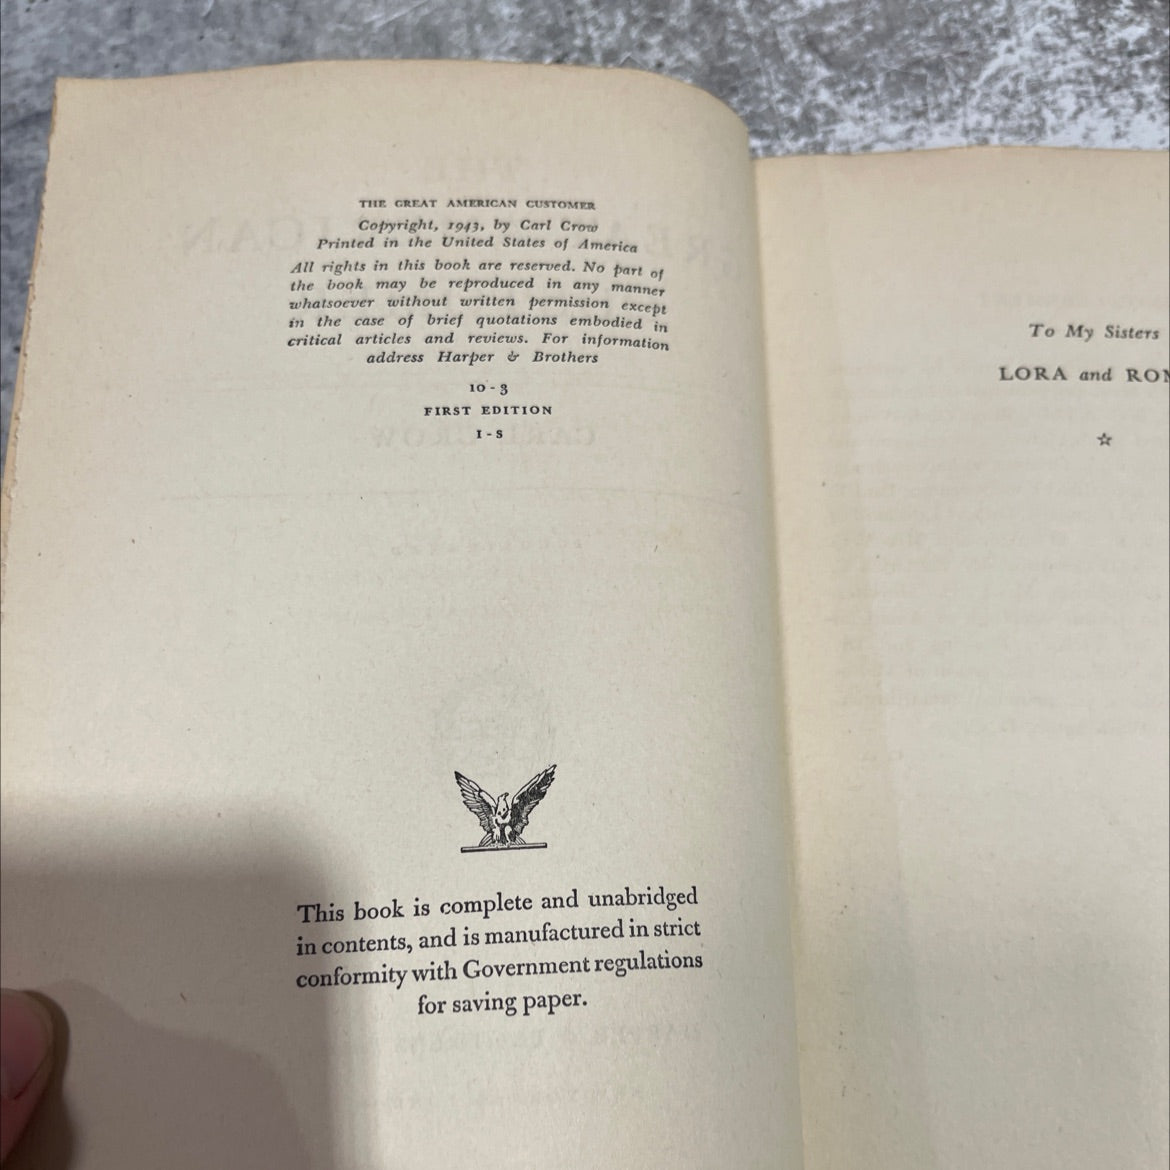 THE GREAT AMERICAN CUSTOMER
Copyright, 1943, by Carl Crow
Printed in the United States of America
All rights in this book are reserved. No part of
the book may be reproduced in any manner
whatsoever without written permission except
in the case of brief quotations embodied in
critical articles and reviews. For information
address Harper & Brothers
10-3
FIRST EDITION
I-S
This book is complete and unabridged
in contents, and is manufactured in strict
conformity with Government regulations
for saving paper.
To My Sisters
LORA and